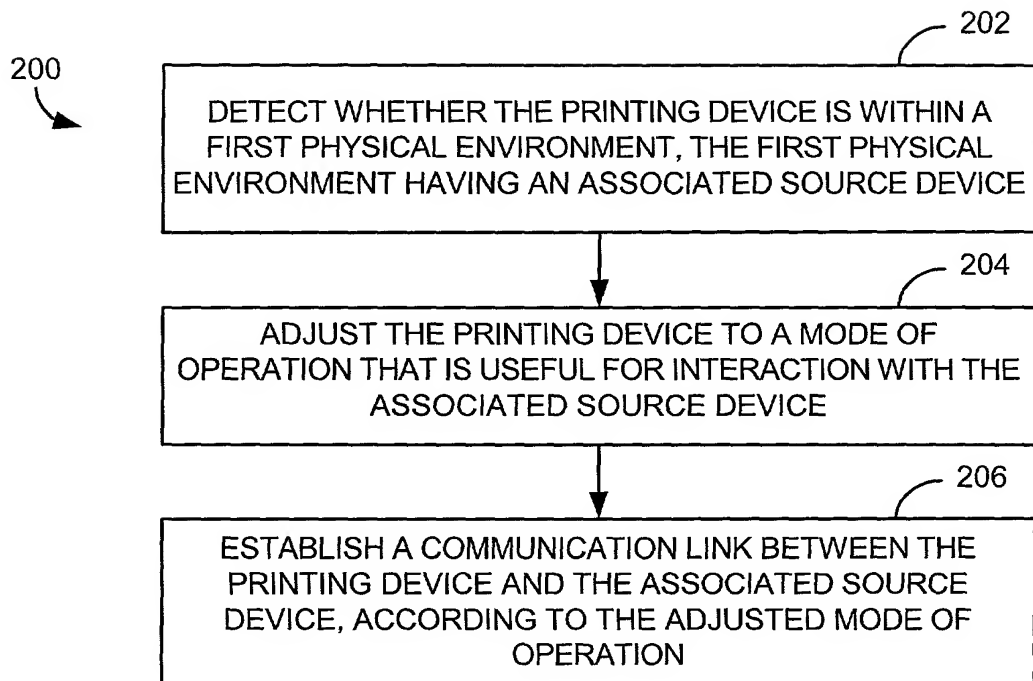 202
200
DETECT WHETHER THE PRINTING DEVICE IS WITHIN A
FIRST PHYSICAL ENVIRONMENT, THE FIRST PHYSICAL
ENVIRONMENT HAVING AN ASSOCIATED SOURCE DEVICE
204
ADJUST THE PRINTING DEVICE TO A MODE OF
OPERATION THAT IS USEFUL FOR INTERACTION WITH THE
ASSOCIATED SOURCE DEVICE
206
ESTABLISH A COMMUNICATION LINK BETWEEN THE
PRINTING DEVICE AND THE ASSOCIATED SOURCE
DEVICE, ACCORDING TO THE ADJUSTED MODE OF
OPERATION